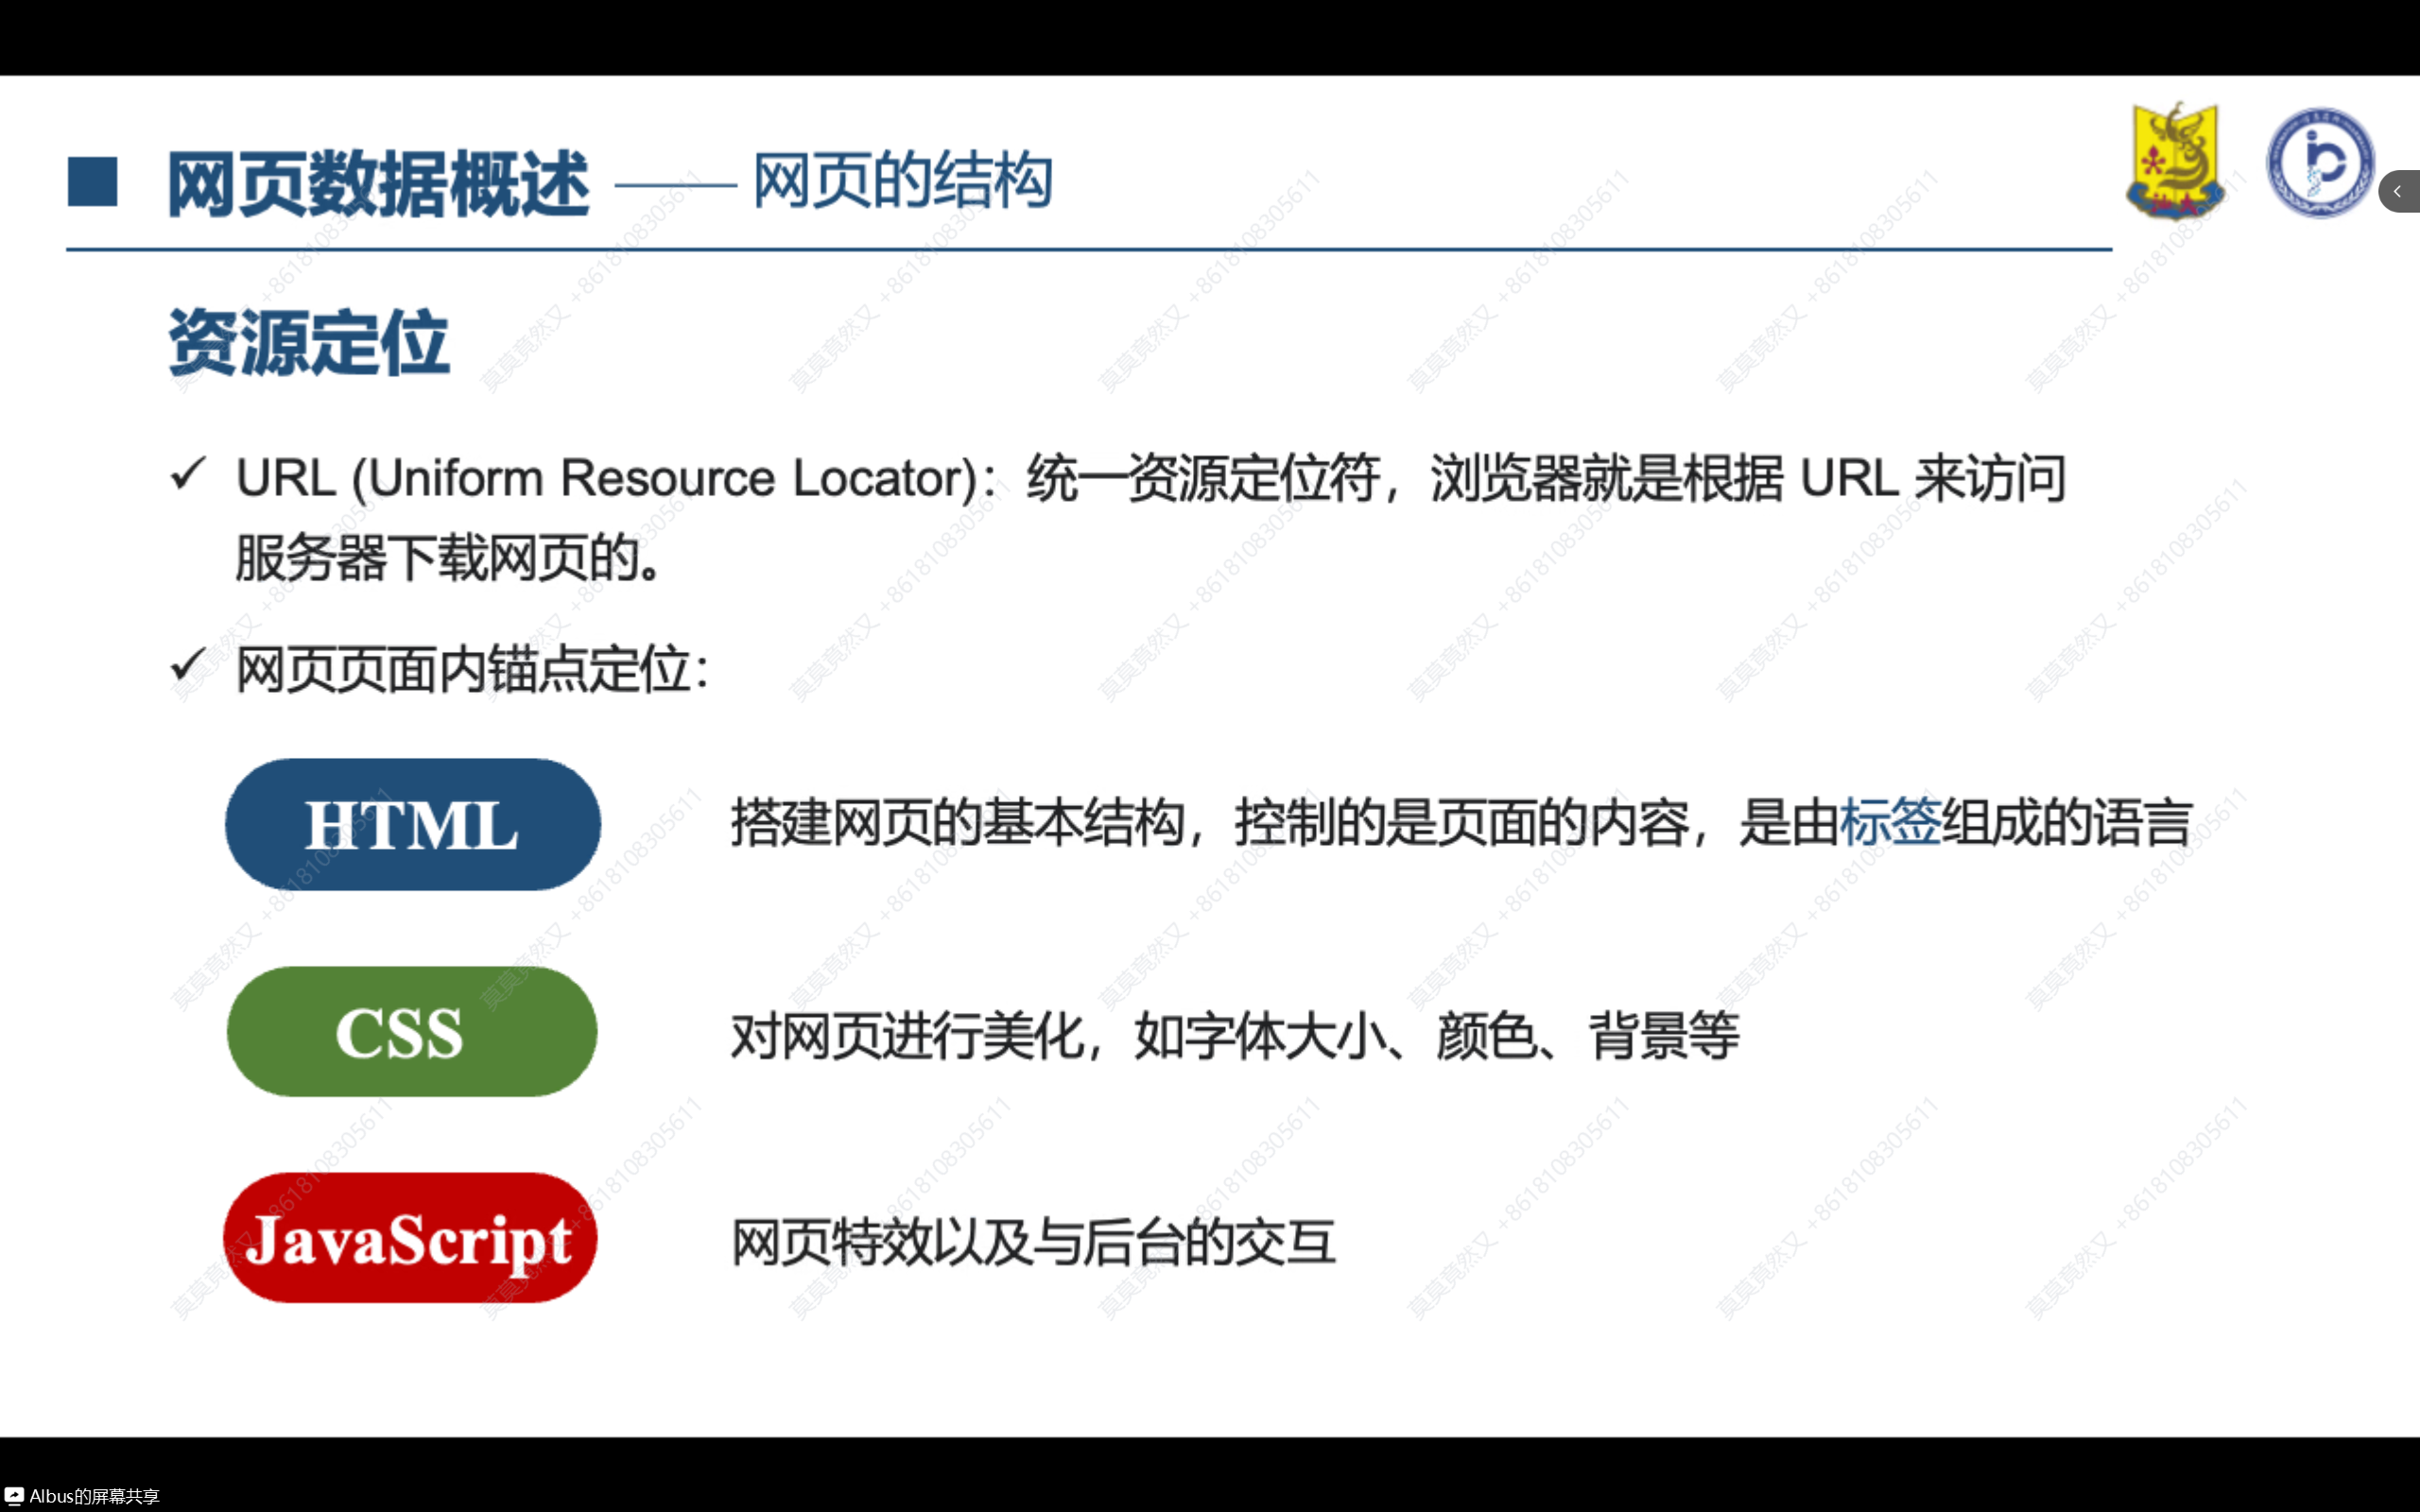 网页数据概述 —— 网页的结构
资源定位
✓ URL (Uniform Resource Locator)：统一资源定位符，浏览器就是根据 URL 来访问
服务器下载网页的。
✓ 网页页面内锚点定位：
HTML 搭建网页的基本结构，控制的是页面的内容，是由标签组成的语言
CSS 对网页进行美化，如字体大小、颜色、背景等
JavaScript 网页特效以及与后台的交互
莫莫竟然又 +8618108305611
Albus的屏幕共享